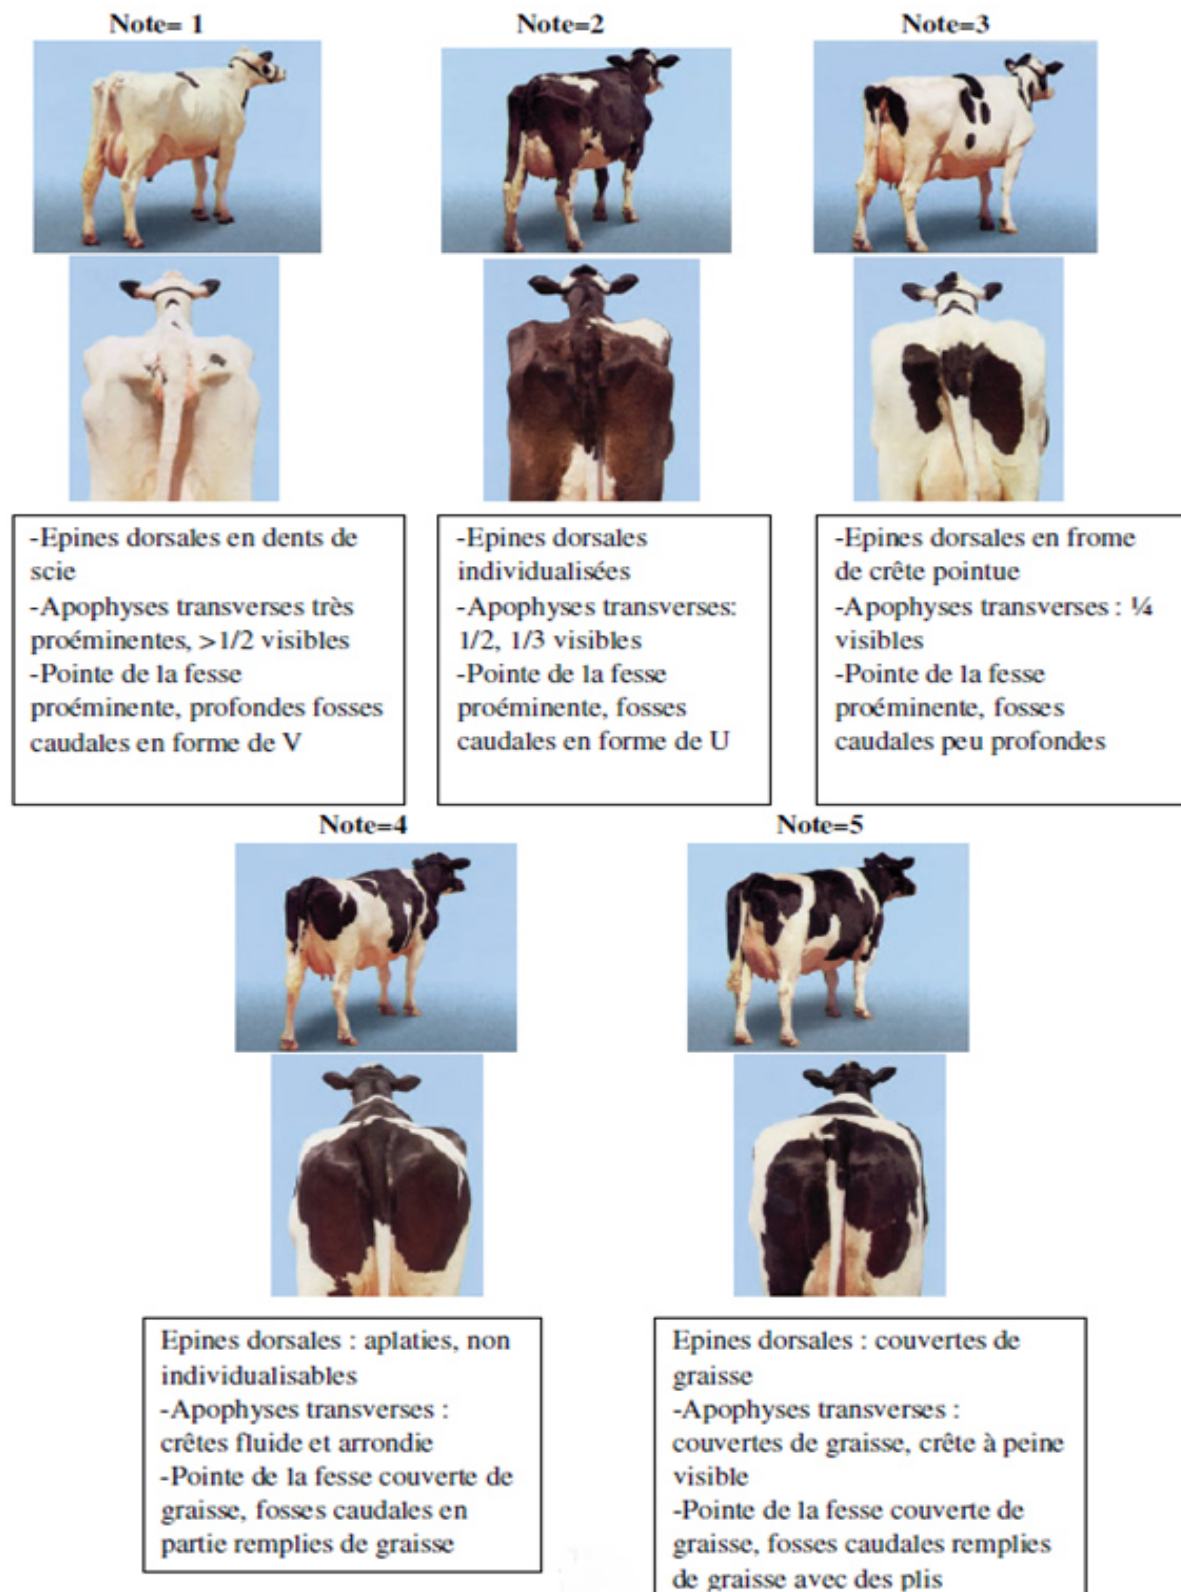 Note= 1
Note=2
Note=3
-Epines dorsales en dents de
scie
-Apophyses transverses très
proéminentes, >1/2 visibles
-Pointe de la fesse
proéminente, profondes fosses
caudales en forme de V
-Epines dorsales
individualisées
-Apophyses transverses:
1/2, 1/3 visibles
-Pointe de la fesse
proéminente, fosses
caudales en forme de U
-Epines dorsales en frome
de crête pointue
-Apophyses transverses : ¼
visibles
-Pointe de la fesse
proéminente, fosses
caudales peu profondes
Note=4
Note=5
Epines dorsales : aplaties, non
individualisables
-Apophyses transverses :
crêtes fluide et arrondie
-Pointe de la fesse couverte de
graisse, fosses caudales en
partie remplies de graisse
Epines dorsales : couvertes de
graisse
-Apophyses transverses :
couvertes de graisse, crête à peine
visible
-Pointe de la fesse couverte de
graisse, fosses caudales remplies
de graisse avec des plis